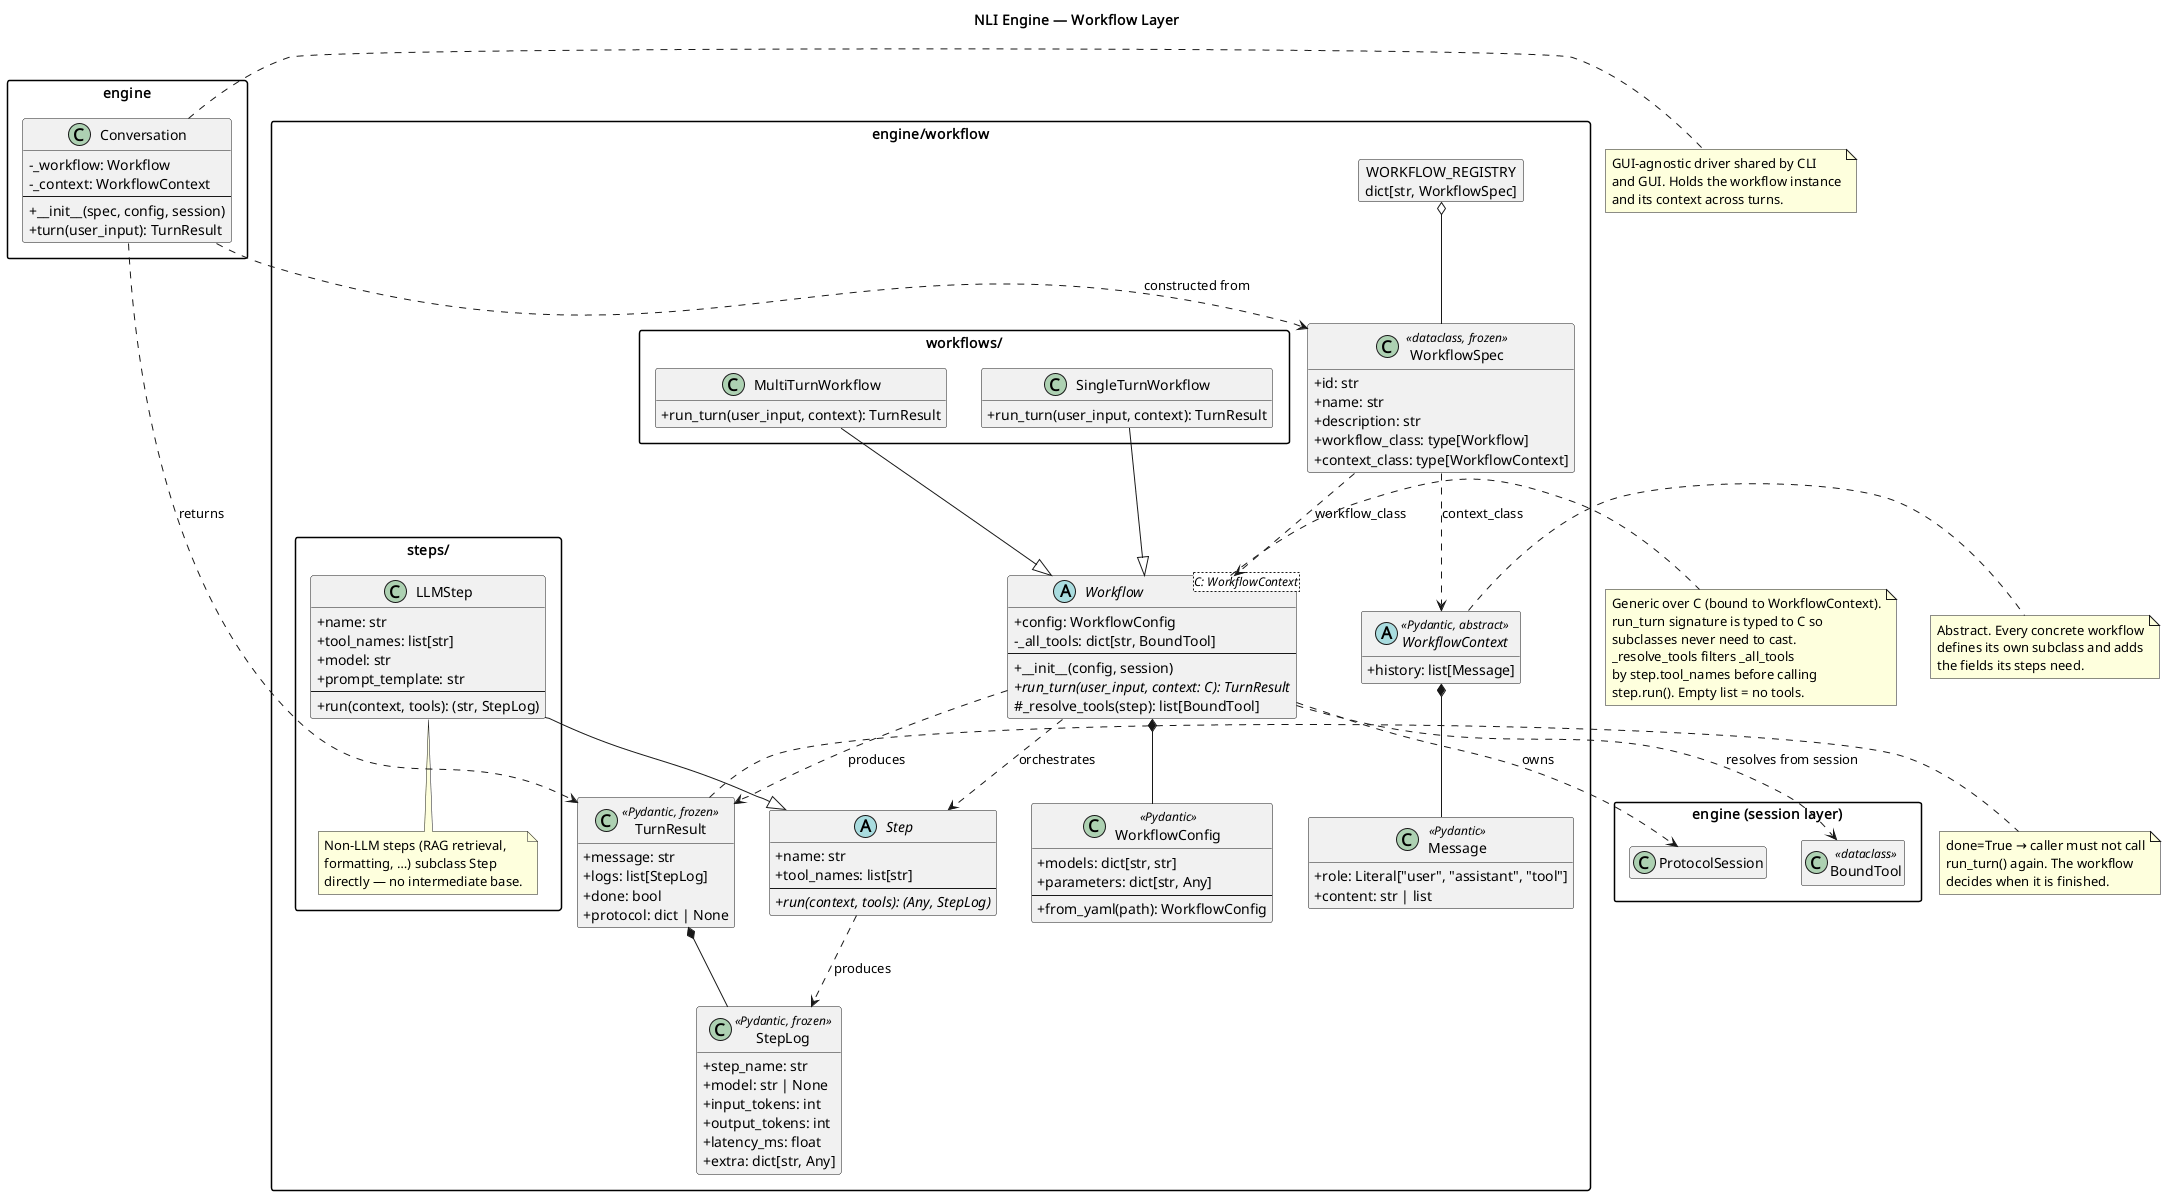 NLI Engine — Workflow Layer
engine
C Conversation
-_workflow: Workflow
-_context: WorkflowContext
+__init__(spec, config, session)
+turn(user_input): TurnResult
GUI-agnostic driver shared by CLI
and GUI. Holds the workflow instance
and its context across turns.
engine/workflow
WORKFLOW_REGISTRY
dict[str, WorkflowSpec]
constructed from
workflows/
C MultiTurnWorkflow
+run_turn(user_input, context): TurnResult
C SingleTurnWorkflow
+run_turn(user_input, context): TurnResult
C «dataclass, frozen»
WorkflowSpec
+id: str
+name: str
+description: str
+workflow_class: type[Workflow]
+context_class: type[WorkflowContext]
returns
workflow_class
context_class
steps/
C LLMStep
+name: str
+tool_names: list[str]
+model: str
+prompt_template: str
+run(context, tools): (str, StepLog)
Non-LLM steps (RAG retrieval,
formatting, ...) subclass Step
directly — no intermediate base.
C: WorkflowContext
A Workflow
+config: WorkflowConfig
-_all_tools: dict[str, BoundTool]
+__init__(config, session)
+run_turn(user_input, context: C): TurnResult
#_resolve_tools(step): list[BoundTool]
A «Pydantic, abstract»
WorkflowContext
+history: list[Message]
Generic over C (bound to WorkflowContext).
run_turn signature is typed to C so
subclasses never need to cast.
_resolve_tools filters _all_tools
by step.tool_names before calling
step.run(). Empty list = no tools.
Abstract. Every concrete workflow
defines its own subclass and adds
the fields its steps need.
produces
orchestrates
owns
resolves from session
C «Pydantic, frozen»
TurnResult
+message: str
+logs: list[StepLog]
+done: bool
+protocol: dict | None
A Step
+name: str
+tool_names: list[str]
+run(context, tools): (Any, StepLog)
C «Pydantic»
WorkflowConfig
+models: dict[str, str]
+parameters: dict[str, Any]
+from_yaml(path): WorkflowConfig
C «Pydantic»
Message
+role: Literal["user", "assistant", "tool"]
+content: str | list
engine (session layer)
C ProtocolSession
C «dataclass»
BoundTool
done=True → caller must not call
run_turn() again. The workflow
decides when it is finished.
produces
C «Pydantic, frozen»
StepLog
+step_name: str
+model: str | None
+input_tokens: int
+output_tokens: int
+latency_ms: float
+extra: dict[str, Any]